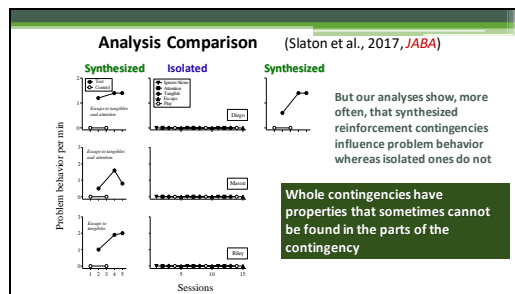 Analysis Comparison (Slaton et al., 2017, JABA)
Synthesized Isolated Synthesized
Test
Control
Ignore/Alone
Attention
Tangible
Escape
Play
2
1
0
Escape to tangibles
and attention
Diego
Escape to tangibles
and attention
2
1
0
Mason
Escape to
tangibles
2
1
0
Riley
1 2 3 4 5
5 10 15
Problem behavior per min
Sessions
But our analyses show, more
often, that synthesized
reinforcement contingencies
influence problem behavior
whereas isolated ones do not
Whole contingencies have
properties that sometimes cannot
be found in the parts of the
contingency